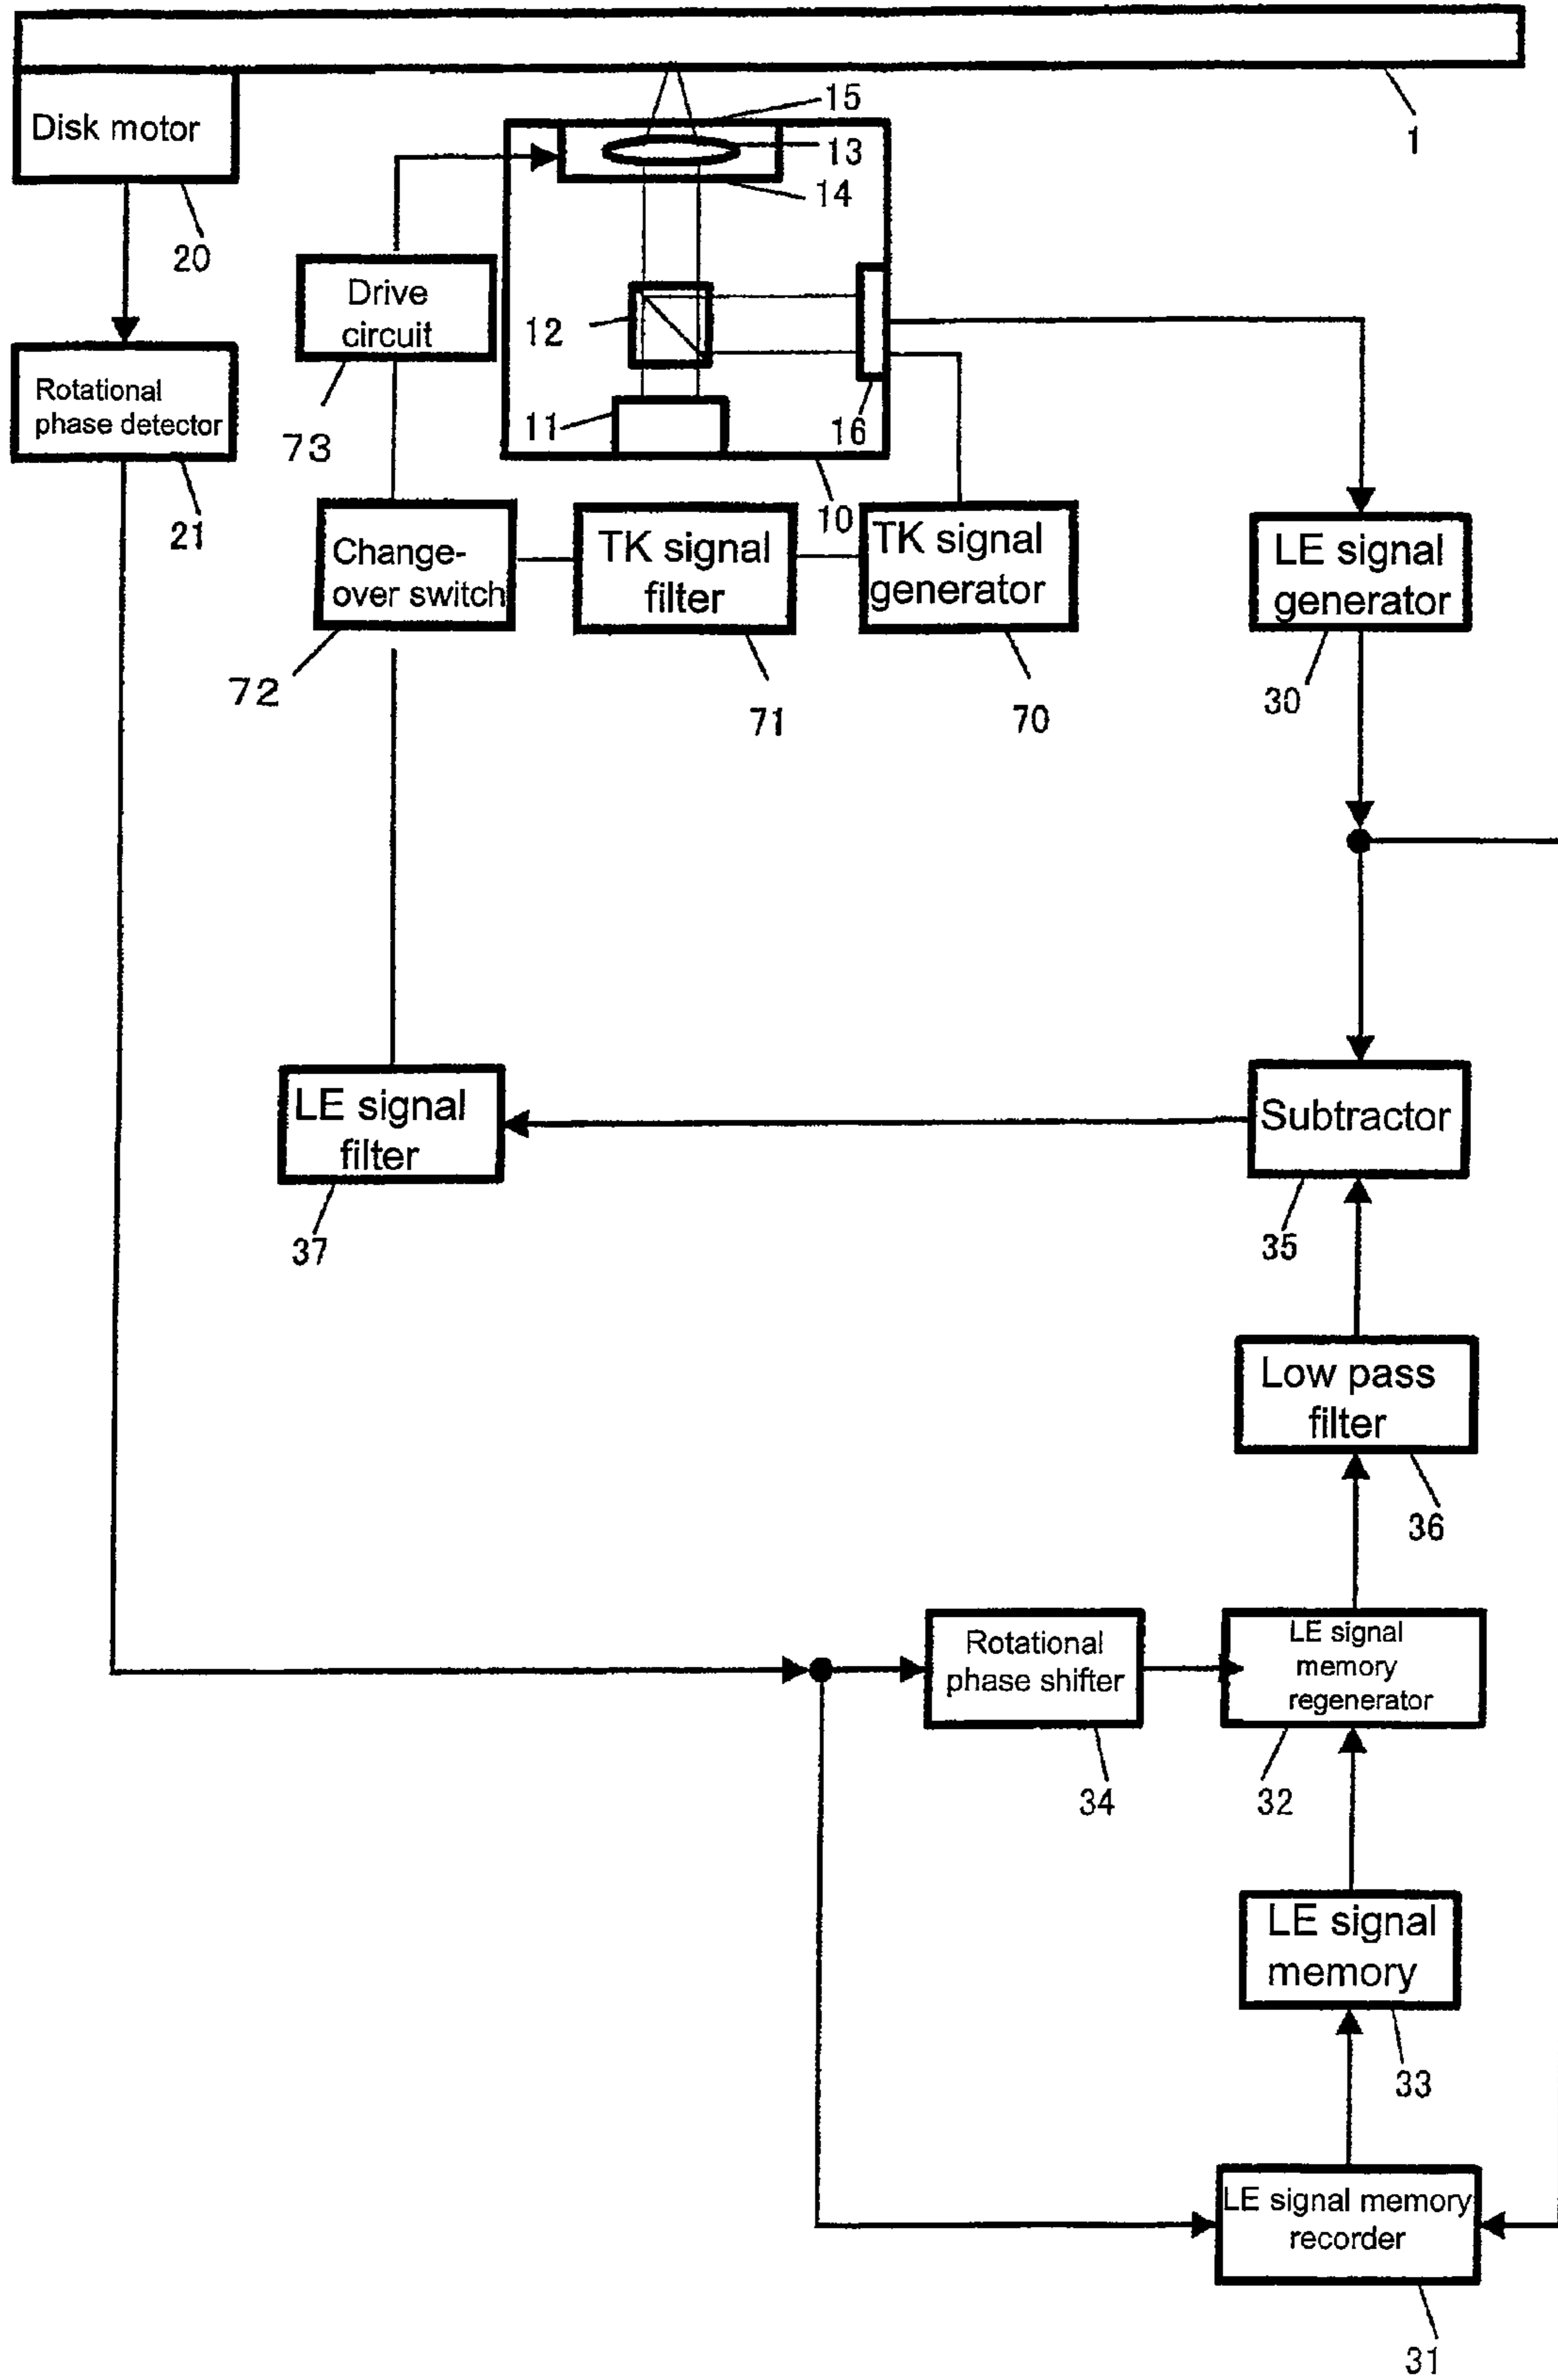 1
Disk motor
20
Rotational
phase detector
21
15
13
14
12
11
16
10
Drive
circuit
73
Change-
over switch
72
TK signal
filter
71
TK signal
generator
70
LE signal
generator
30
LE signal
filter
37
Subtractor
35
Low pass
filter
36
Rotational
phase shifter
34
LE signal
memory
regenerator
32
LE signal
memory
33
LE signal memory
recorder
31